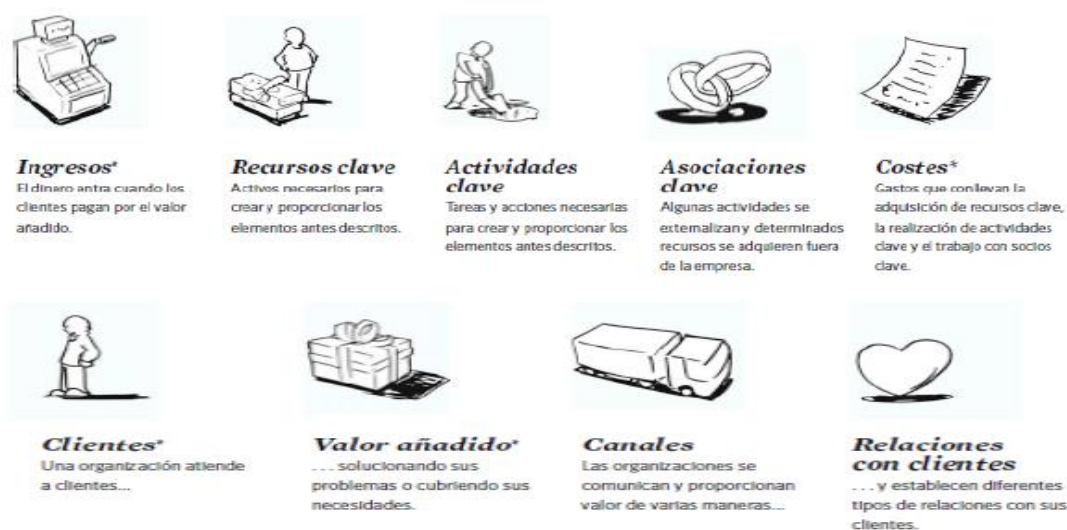 Ingresos*
El dinero entra cuando los
clientes pagan por el valor
añadido.
Recursos clave
Activos necesarios para
crear y proporcionar los
elementos antes descritos.
Actividades
clave
Tareas y acciones necesarias
para crear y proporcionar los
elementos antes descritos.
Asociaciones
clave
Algunas actividades se
externalizan y determinados
recursos se adquieren fuera
de la empresa.
Costes*
Gastos que conllevan la
adquisición de recursos clave,
la realización de actividades
clave y el trabajo con socios
clave.
Clientes*
Una organización atiende
a clientes...
Valor añadido*
. . . solucionando sus
problemas o cubriendo sus
necesidades.
Canales
Las organizaciones se
comunican y proporcionan
valor de varias maneras...
Relaciones
con clientes
. . . y establecen diferentes
tipos de relaciones con sus
clientes.